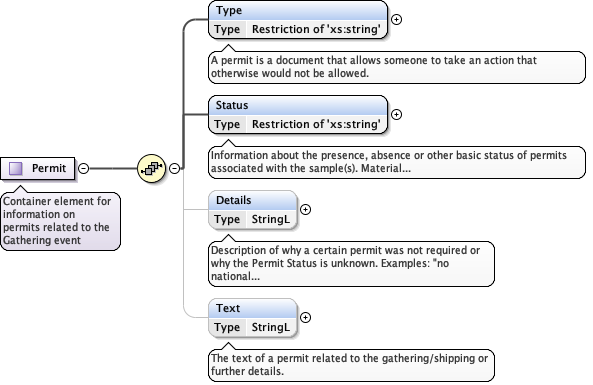 Type
Type Restriction of 'xs:string'
A permit is a document that allows someone to take an action that
otherwise would not be allowed.
Status
Type Restriction of 'xs:string'
Information about the presence, absence or other basic status of permits
associated with the sample(s). Material...
Permit
Container element for
information on
permits related to the
Gathering event
Details
Type StringL
Description of why a certain permit was not required or
why the Permit Status is unknown. Examples: "no
national...
Text
Type StringL
The text of a permit related to the gathering/shipping or
further details.